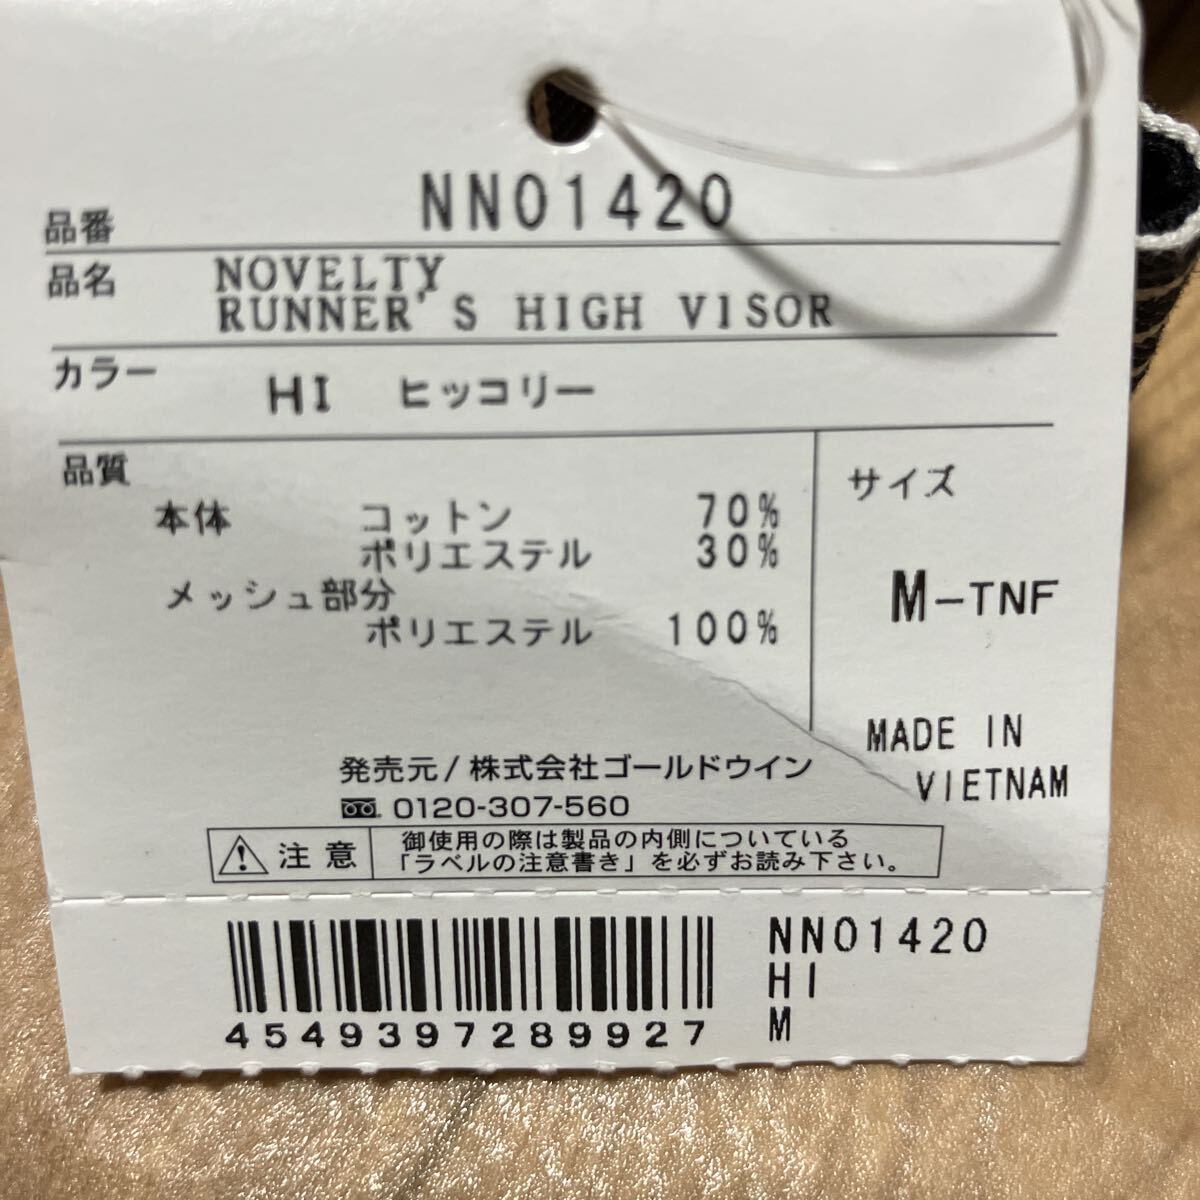 品番 NN01420
品名 NOVELTY
RUNNER'S HIGH VISOR
カラー HI ヒッコリー
品質
本体 コットン 70%
ポリエステル 30%
メッシュ部分
ポリエステル 100%
サイズ
M-TNF
MADE IN
VIETNAM
発売元/株式会社ゴールドウイン
0120-307-560
注意
御使用の際は製品の内側についている
「ラベルの注意書き」を必ずお読み下さい。
4549397289927
NN01420
HI
M